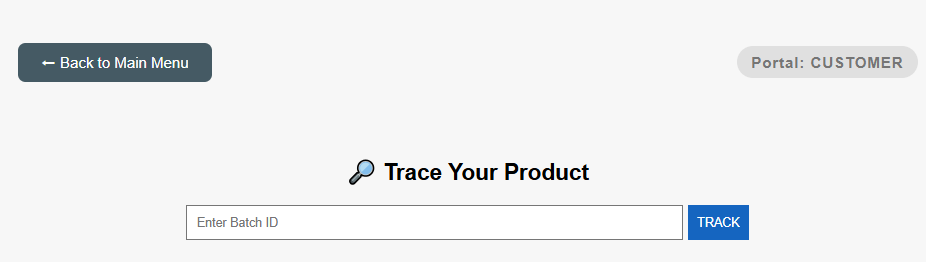 ← Back to Main Menu
Portal: CUSTOMER
🔎 Trace Your Product
Enter Batch ID
TRACK